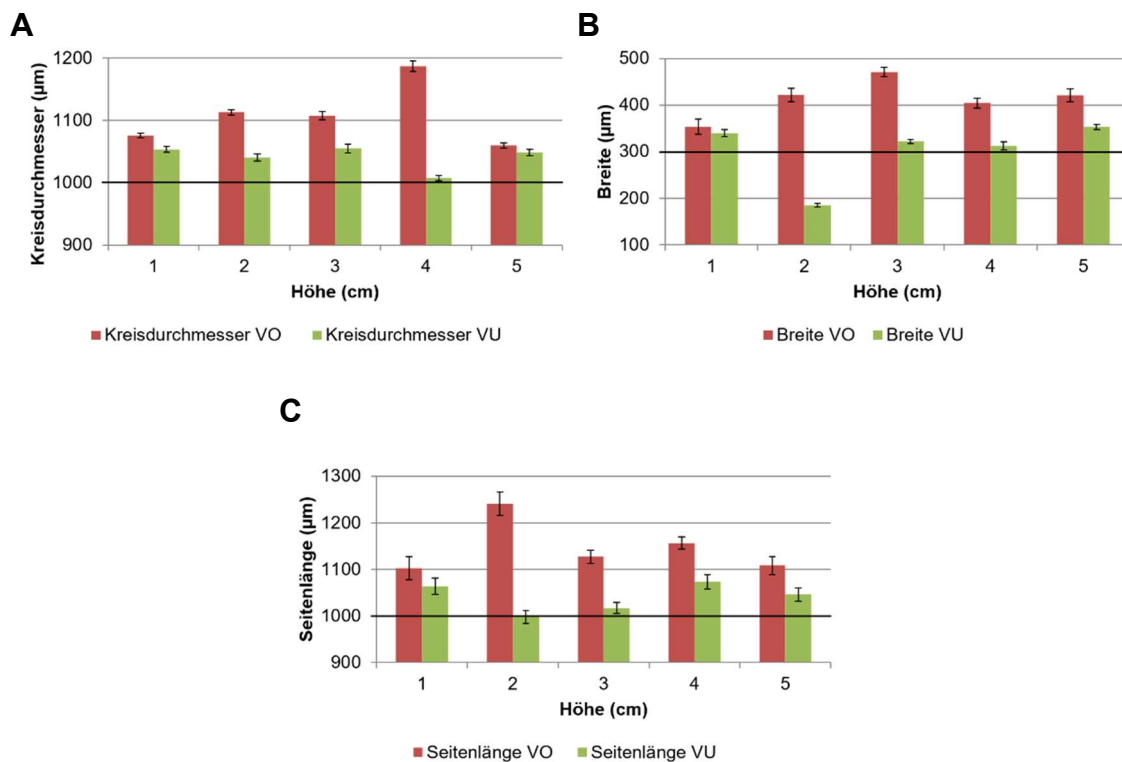 A
Kreisdurchmesser (µm)
1200
1100
1000
900
1 2 3 4 5
Höhe (cm)
Kreisdurchmesser VO Kreisdurchmesser VU
B
Breite (µm)
500
400
300
200
100
1 2 3 4 5
Höhe (cm)
Breite VO Breite VU
C
Seitenlänge (µm)
1300
1200
1100
1000
900
1 2 3 4 5
Höhe (cm)
Seitenlänge VO Seitenlänge VU